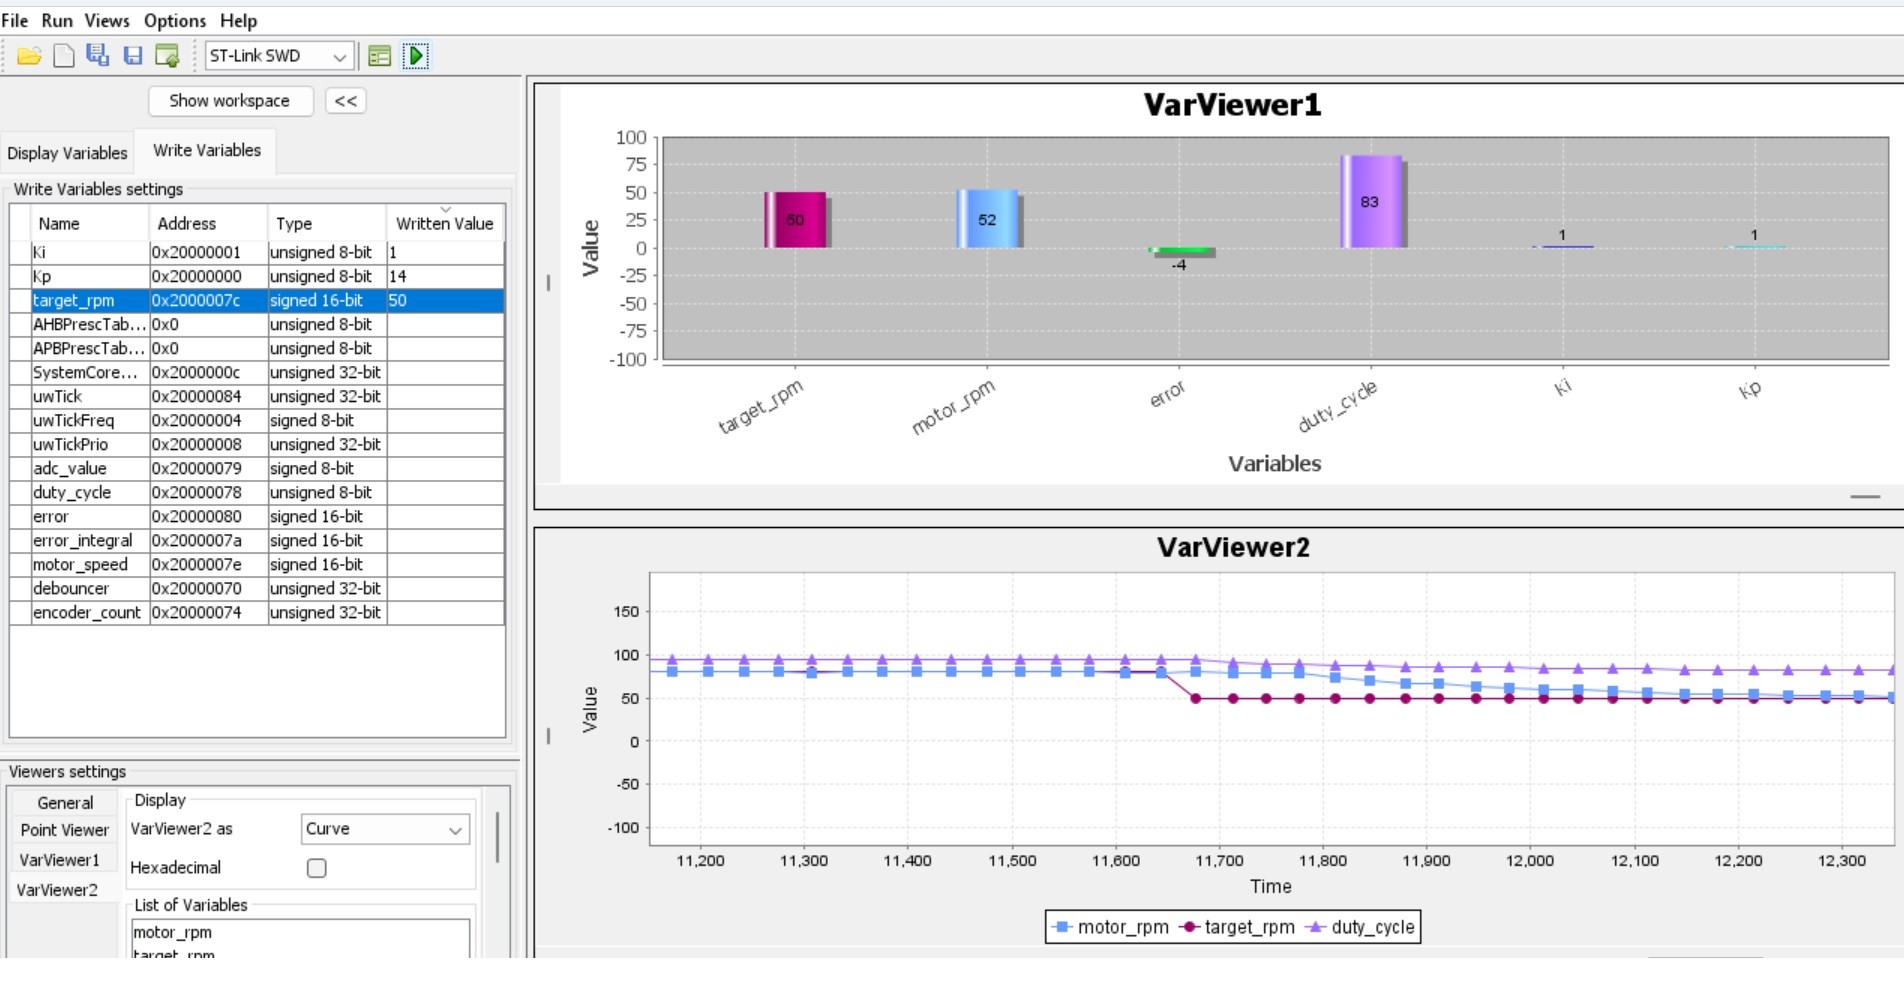 File Run Views Options Help
ST-Link SWD
Show workspace <<
Display Variables Write Variables
Write Variables settings
Name Address Type Written Value
Ki 0x20000001 unsigned 8-bit 1
Kp 0x20000000 unsigned 8-bit 14
target_rpm 0x2000007c signed 16-bit 50
AHBPrescTab... 0x0 unsigned 8-bit
APBPrescTab... 0x0 unsigned 8-bit
SystemCore... 0x2000000c unsigned 32-bit
uwTick 0x20000084 unsigned 32-bit
uwTickFreq 0x20000004 signed 8-bit
uwTickPrio 0x20000008 unsigned 32-bit
adc_value 0x20000079 signed 8-bit
duty_cycle 0x20000078 unsigned 8-bit
error 0x20000080 signed 16-bit
error_integral 0x2000007a signed 16-bit
motor_speed 0x2000007e signed 16-bit
debouncer 0x20000070 unsigned 32-bit
encoder_count 0x20000074 unsigned 32-bit
Viewers settings
General
Point Viewer
VarViewer1
VarViewer2
Display
VarViewer2 as Curve
Hexadecimal
List of Variables
motor_rpm
target_rpm
VarViewer1
Value
100
75
50
25
0
-25
-50
-75
-100
50 52 -4 83 1 1
target_rpm motor_rpm error duty_cycle Ki Kp
Variables
VarViewer2
Value
150
100
50
0
-50
-100
11,200 11,300 11,400 11,500 11,600 11,700 11,800 11,900 12,000 12,100 12,200 12,300
Time
motor_rpm target_rpm duty_cycle